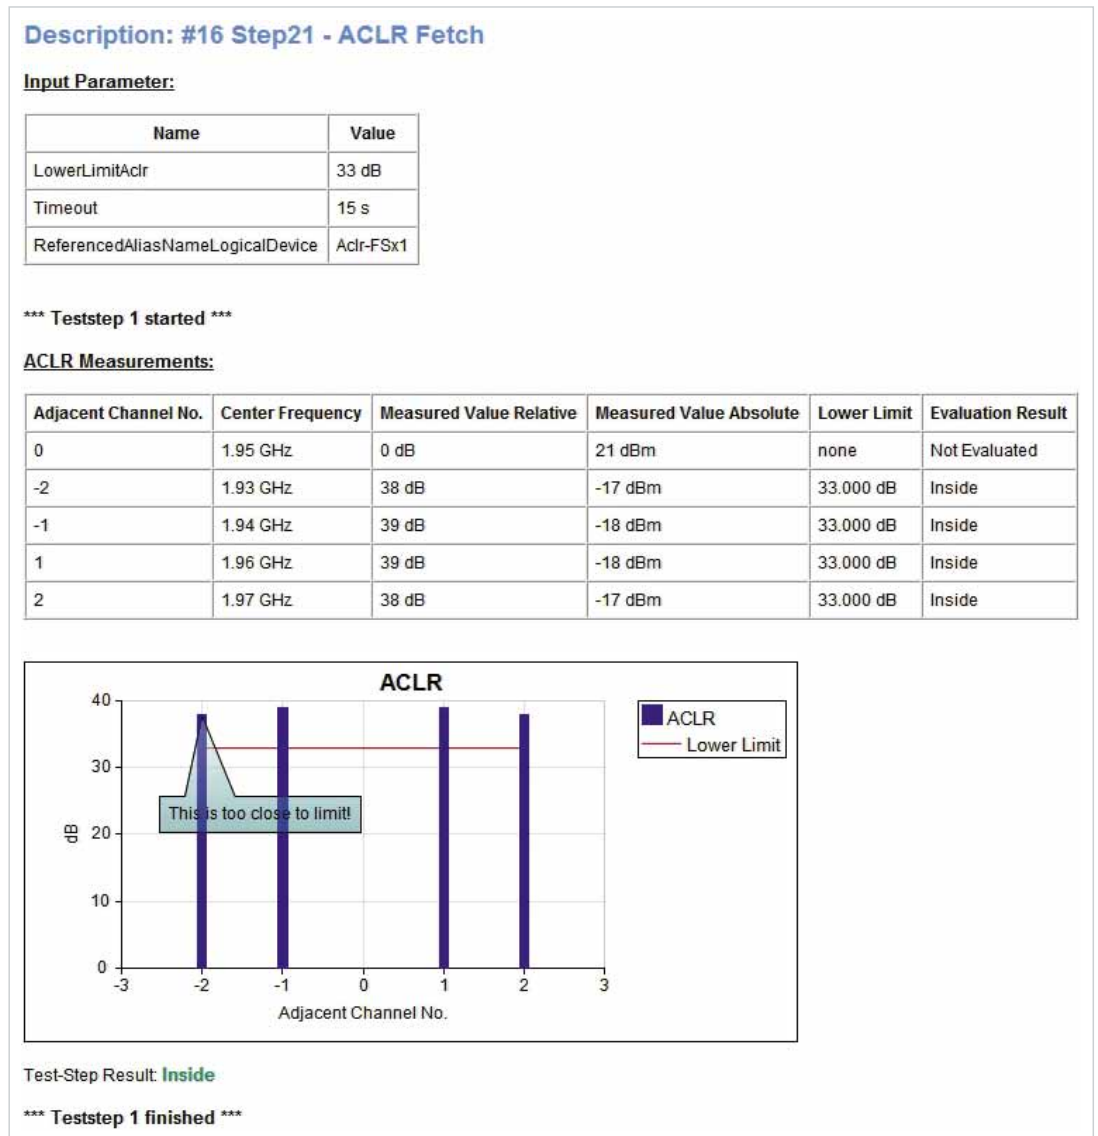 Description: #16 Step21 - ACLR Fetch
Input Parameter:
Name Value
LowerLimitAclr 33 dB
Timeout 15 s
ReferencedAliasNameLogicalDevice Aclr-FSx1
*** Teststep 1 started ***
ACLR Measurements:
Adjacent Channel No. Center Frequency Measured Value Relative Measured Value Absolute Lower Limit Evaluation Result
0 1.95 GHz 0 dB 21 dBm none Not Evaluated
-2 1.93 GHz 38 dB -17 dBm 33.000 dB Inside
-1 1.94 GHz 39 dB -18 dBm 33.000 dB Inside
1 1.96 GHz 39 dB -18 dBm 33.000 dB Inside
2 1.97 GHz 38 dB -17 dBm 33.000 dB Inside
ACLR
40
30
20
10
0
dB
This is too close to limit!
-3 -2 -1 0 1 2 3
Adjacent Channel No.
ACLR
Lower Limit
Test-Step Result: Inside
*** Teststep 1 finished ***